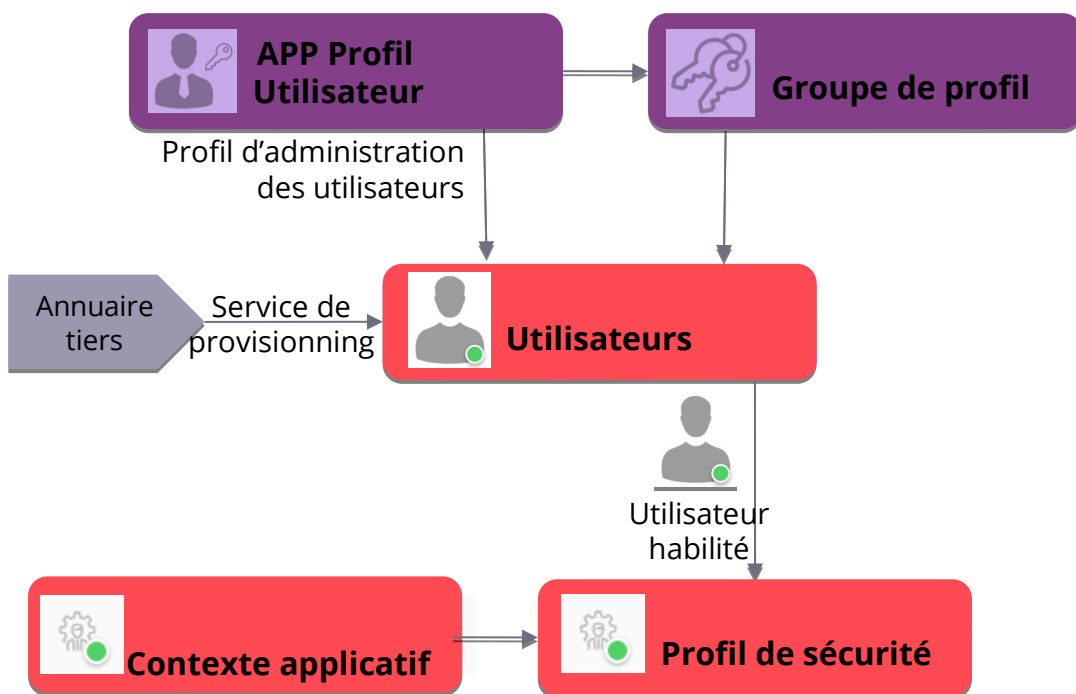 APP Profil
Utilisateur
Groupe de profil
Profil d’administration
des utilisateurs
Annuaire
tiers
Service de
provisionning
Utilisateurs
Utilisateur
habilité
Contexte applicatif
Profil de sécurité